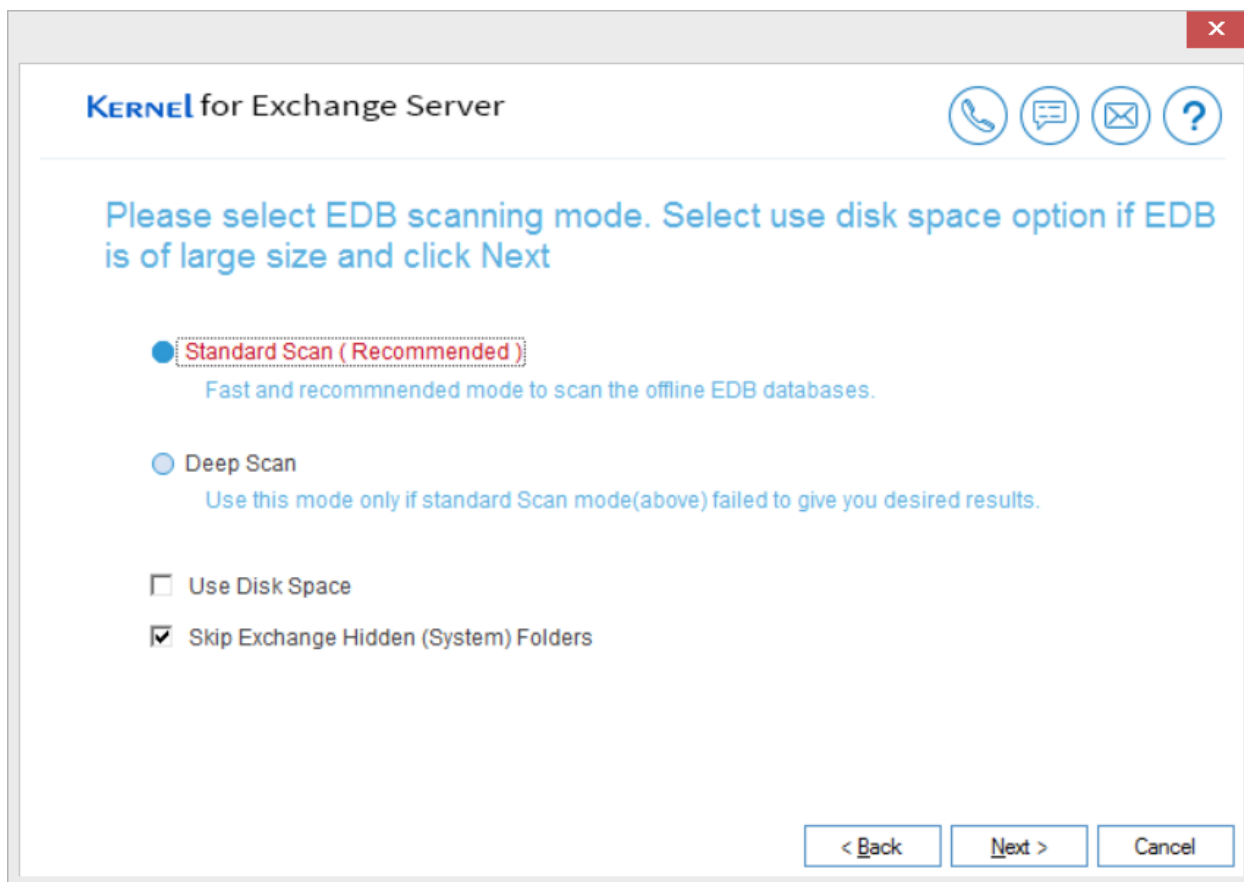 KERNEL for Exchange Server
?
Please select EDB scanning mode. Select use disk space option if EDB
is of large size and click Next
Standard Scan ( Recommended )
Fast and recommnended mode to scan the offline EDB databases.
Deep Scan
Use this mode only if standard Scan mode(above) failed to give you desired results.
Use Disk Space
Skip Exchange Hidden (System) Folders
< Back Next > Cancel